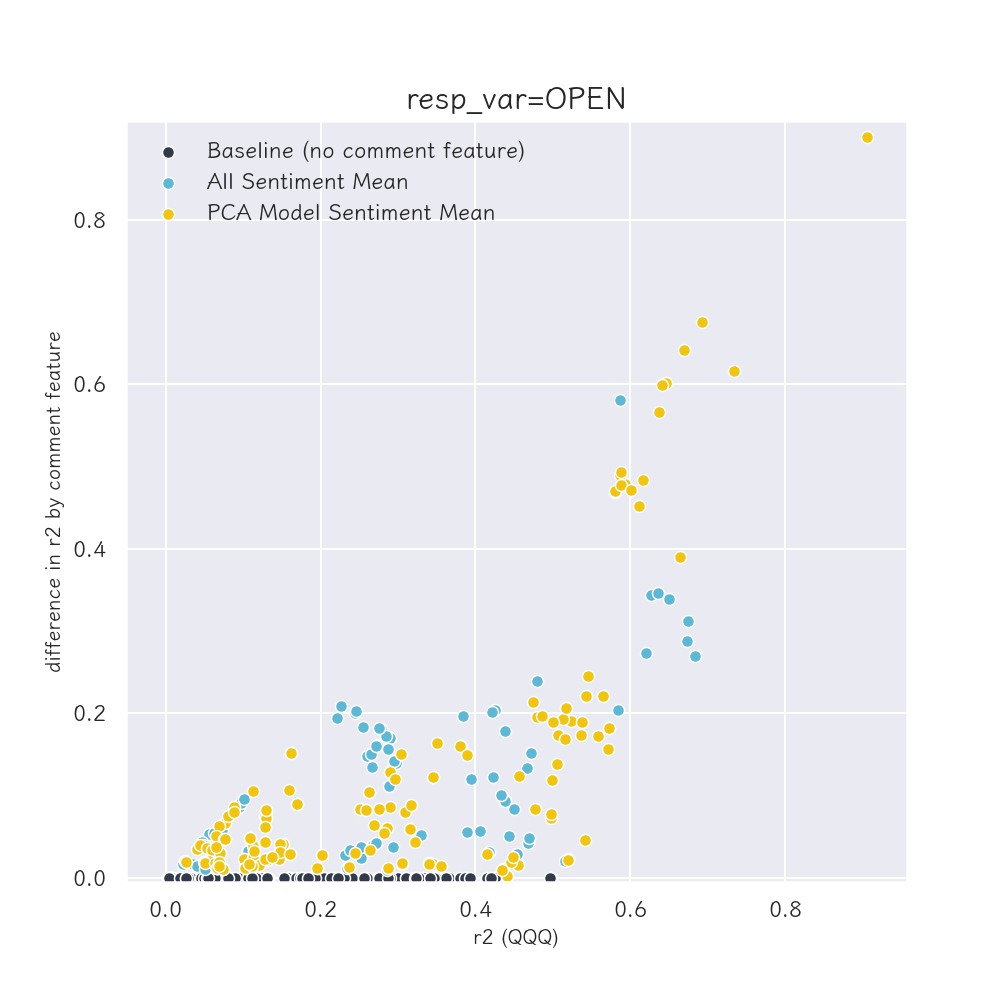 resp_var=OPEN
Baseline (no comment feature)
All Sentiment Mean
PCA Model Sentiment Mean
difference in r2 by comment feature
0.8
0.6
0.4
0.2
0.0
0.0 0.2 0.4 0.6 0.8
r2 (QQQ)